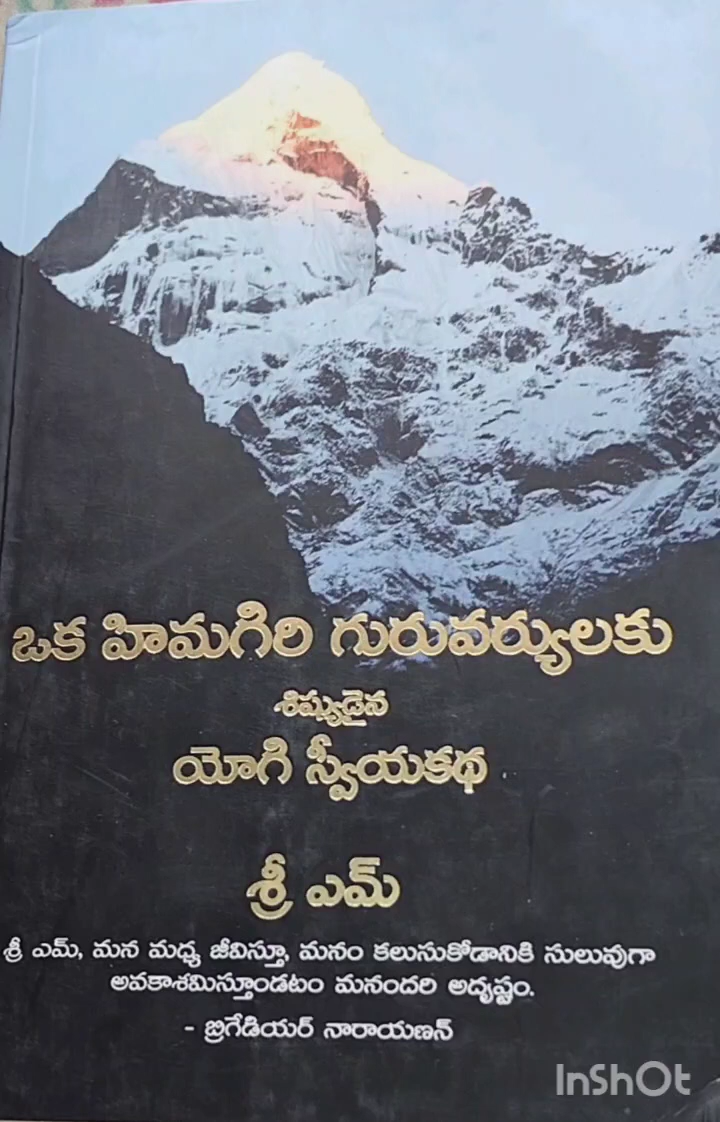 ఒక హిమగిరి గురువర్యులకు
శిష్యుడైన
యోగి స్వీయకథ
శ్రీ ఎమ్
శ్రీ ఎమ్, మన మధ్య జీవిస్తూ, మనం కలుసుకోడానికి సులువుగా
అవకాశమిస్తూండటం మనందరి అదృష్టం.
- బ్రిగేడియర్ నారాయణన్
InShOt